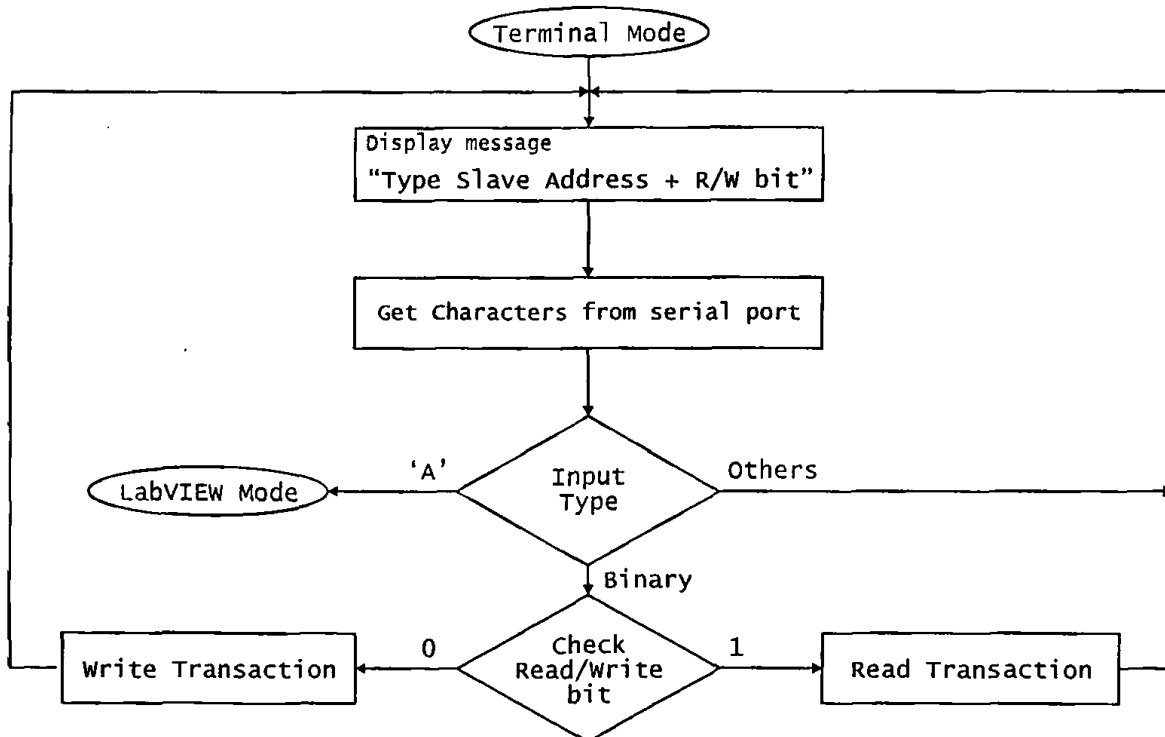 Terminal Mode
Display message
“Type Slave Address + R/W bit”
Get Characters from serial port
‘A’
Input
Type
Others
LabVIEW Mode
Binary
0
Check
Read/Write
bit
1
Write Transaction
Read Transaction